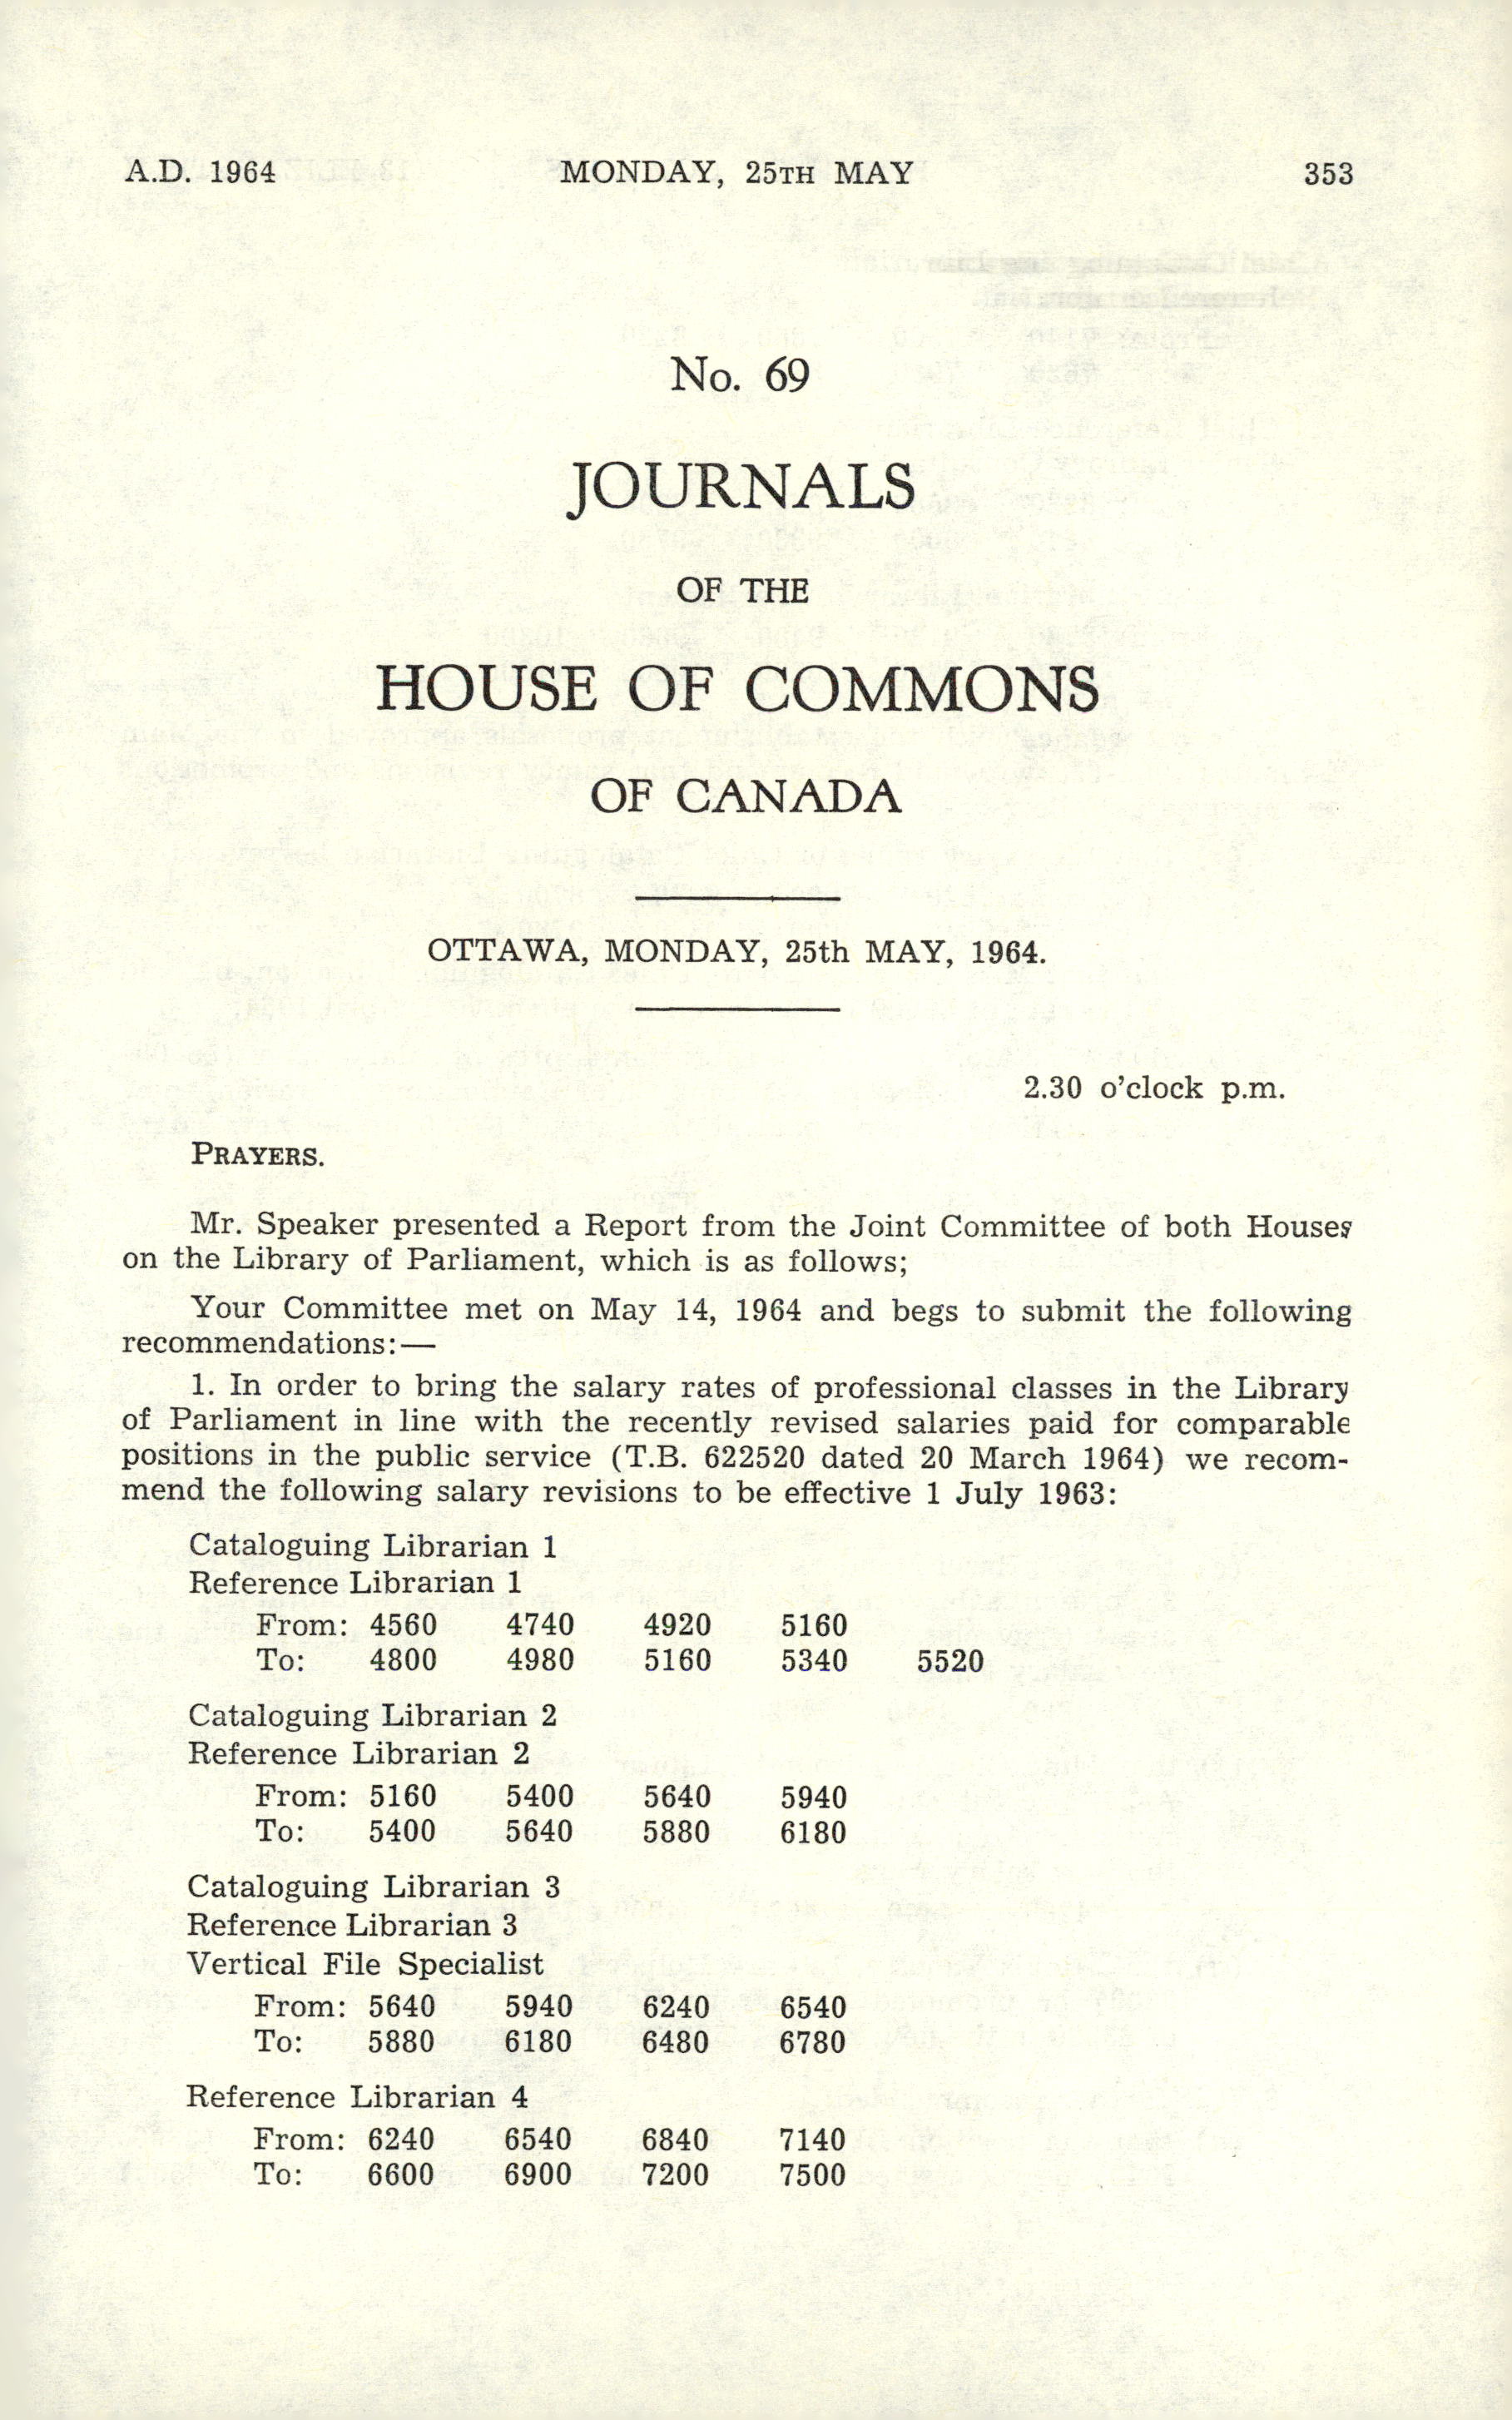 A.D. 1964 MONDAY, 25TH MAY 353
No. 69
JOURNALS
OF THE
HOUSE OF COMMONS
OF CANADA
OTTAWA, MONDAY, 25th MAY, 1964.
2.30 o'clock p.m.
PRAYERS.
Mr. Speaker presented a Report from the Joint Committee of both Houses
on the Library of Parliament, which is as follows;
Your Committee met on May 14, 1964 and begs to submit the following
recommendations:—
1. In order to bring the salary rates of professional classes in the Library
of Parliament in line with the recently revised salaries paid for comparable
positions in the public service (T.B. 622520 dated 20 March 1964) we recom-
mend the following salary revisions to be effective 1 July 1963:
Cataloguing Librarian 1
Reference Librarian 1
From: 4560 4740 4920 5160
To: 4800 4980 5160 5340 5520
Cataloguing Librarian 2
Reference Librarian 2
From: 5160 5400 5640 5940
To: 5400 5640 5880 6180
Cataloguing Librarian 3
Reference Librarian 3
Vertical File Specialist
From: 5640 5940 6240 6540
To: 5880 6180 6480 6780
Reference Librarian 4
From: 6240 6540 6840 7140
To: 6600 6900 7200 7500